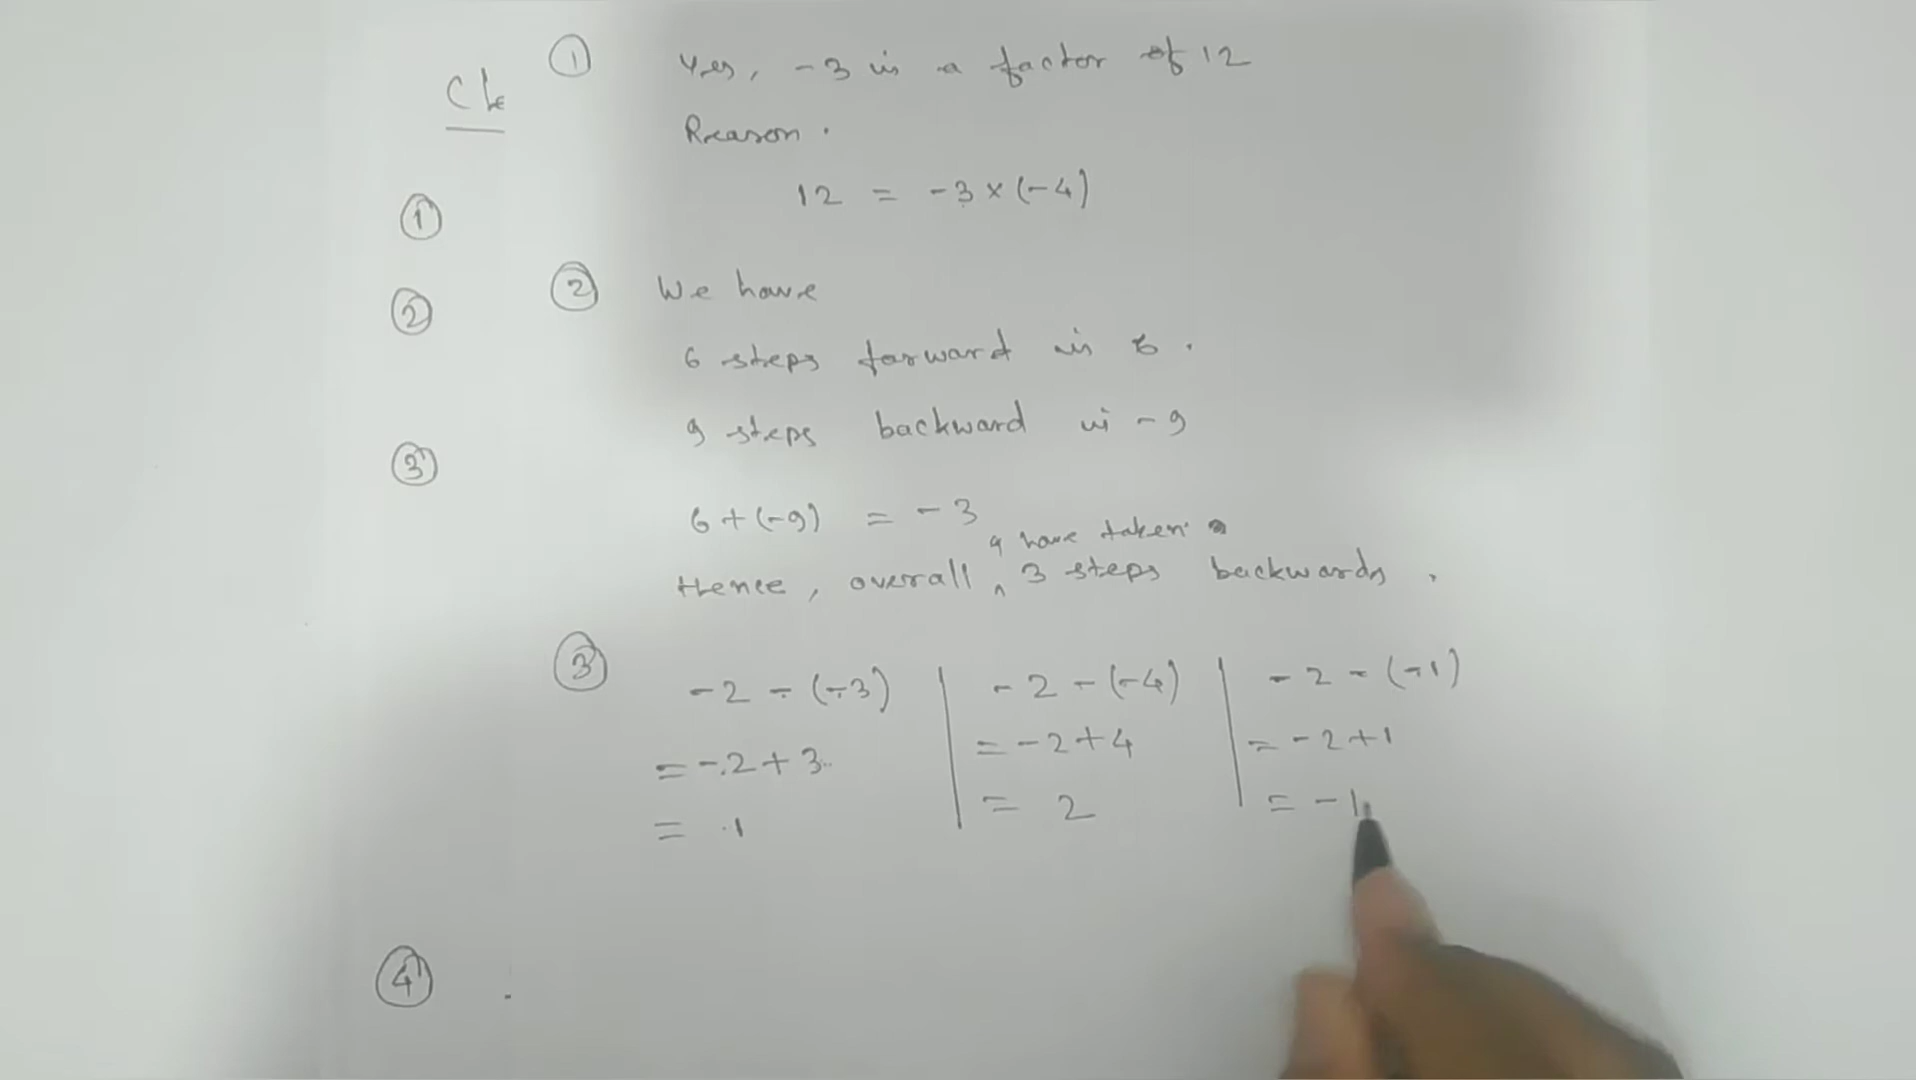 Ch
① Yes, -3 is a factor of 12
Reason.
12 = -3 × (-4)
①
② We have
②
6 steps forward is 6.
9 steps backward is -9
③
6 + (-9) = -3
have taken
Hence, overall, 3 steps backwards.
③ -2 - (-3) | -2 - (-4) | -2 - (-1)
= -2 + 3 | = -2 + 4 | = -2 + 1
= 1 | = 2 | = -1
④